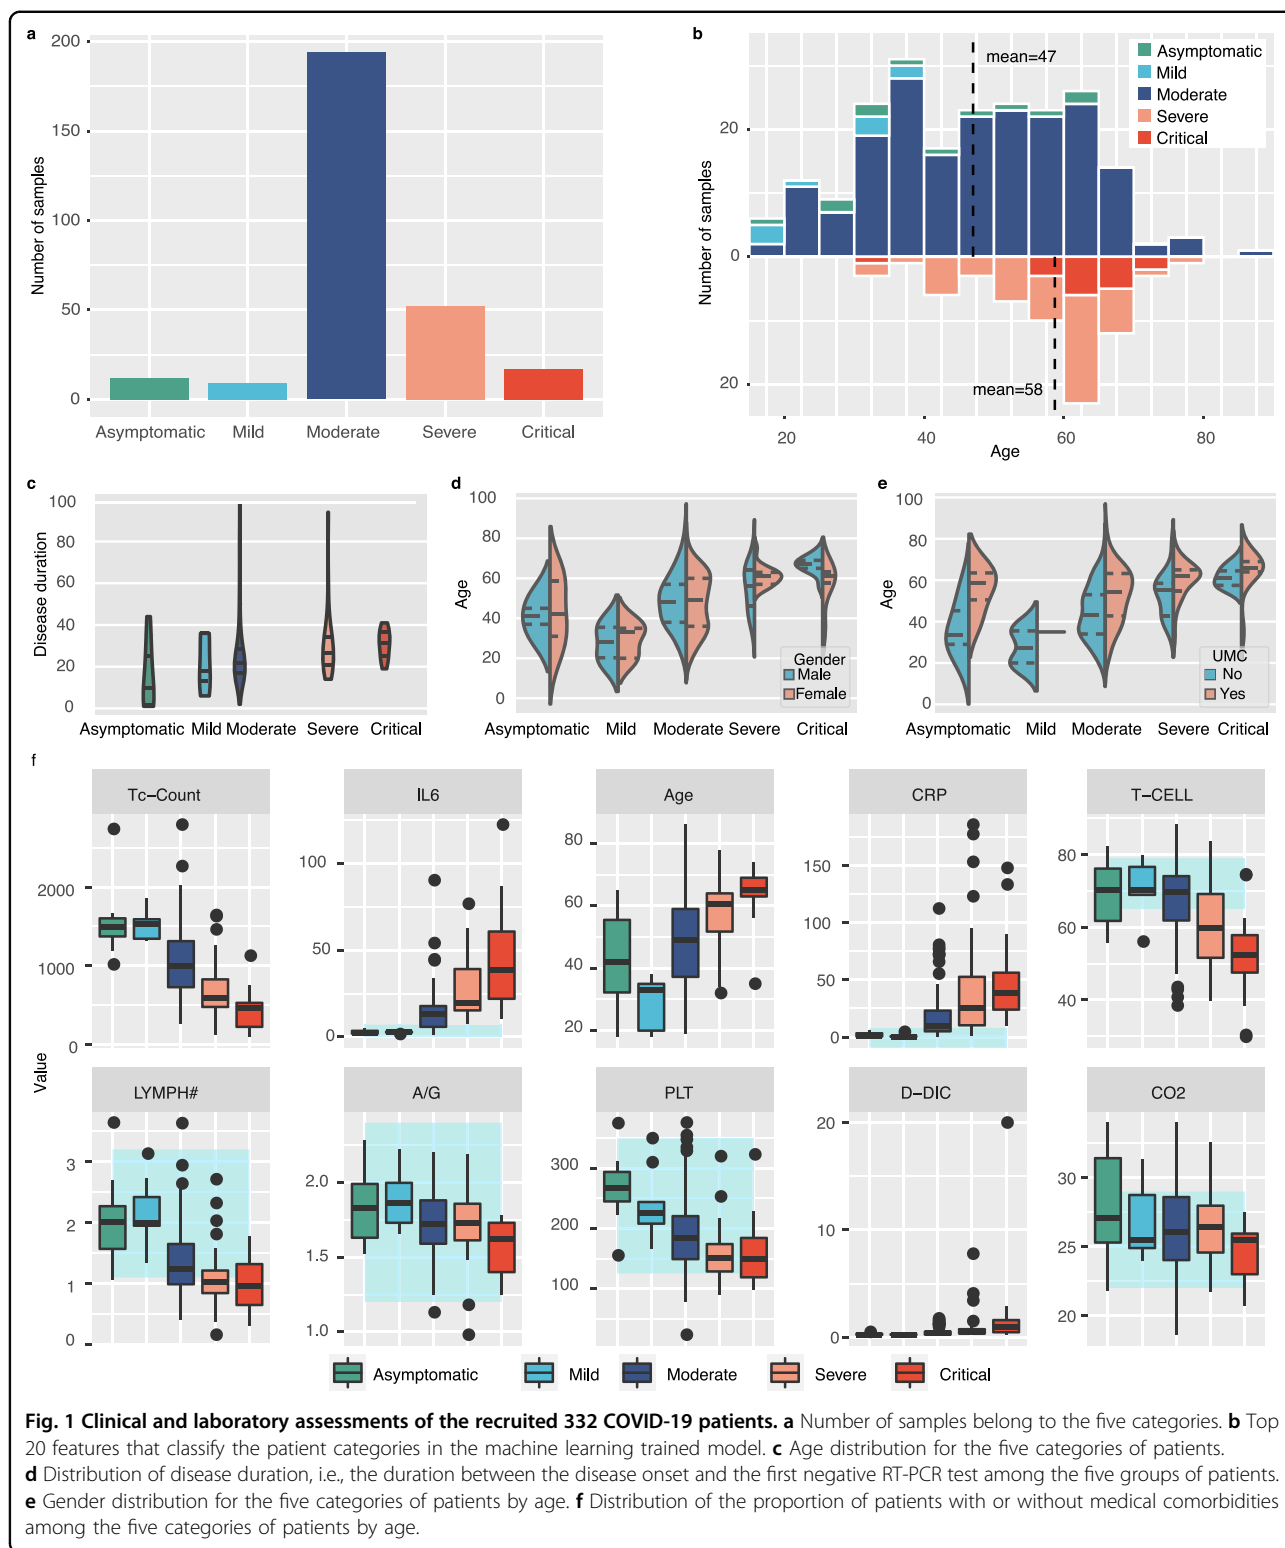 a
200
150
100
50
0
Number of samples
Asymptomatic Mild Moderate Severe Critical
b
mean=47
Asymptomatic
Mild
Moderate
Severe
Critical
20
0
20
Number of samples
mean=58
20 40 60 80
Age
c
100
80
60
40
20
0
Disease duration
Asymptomatic Mild Moderate Severe Critical
d
100
80
60
40
20
0
Age
Gender
Male
Female
Asymptomatic Mild Moderate Severe Critical
e
100
80
60
40
20
0
Age
UMC
No
Yes
Asymptomatic Mild Moderate Severe Critical
f
Value
Tc–Count
2000
1000
0
IL6
100
50
0
Age
80
60
40
20
CRP
150
100
50
0
T–CELL
80
60
40
LYMPH#
3
2
1
0
A/G
2.0
1.5
1.0
PLT
300
200
100
D–DIC
20
10
0
CO2
30
25
20
Asymptomatic Mild Moderate Severe Critical
Fig. 1 Clinical and laboratory assessments of the recruited 332 COVID-19 patients. a Number of samples belong to the five categories. b Top
20 features that classify the patient categories in the machine learning trained model. c Age distribution for the five categories of patients.
d Distribution of disease duration, i.e., the duration between the disease onset and the first negative RT-PCR test among the five groups of patients.
e Gender distribution for the five categories of patients by age. f Distribution of the proportion of patients with or without medical comorbidities
among the five categories of patients by age.